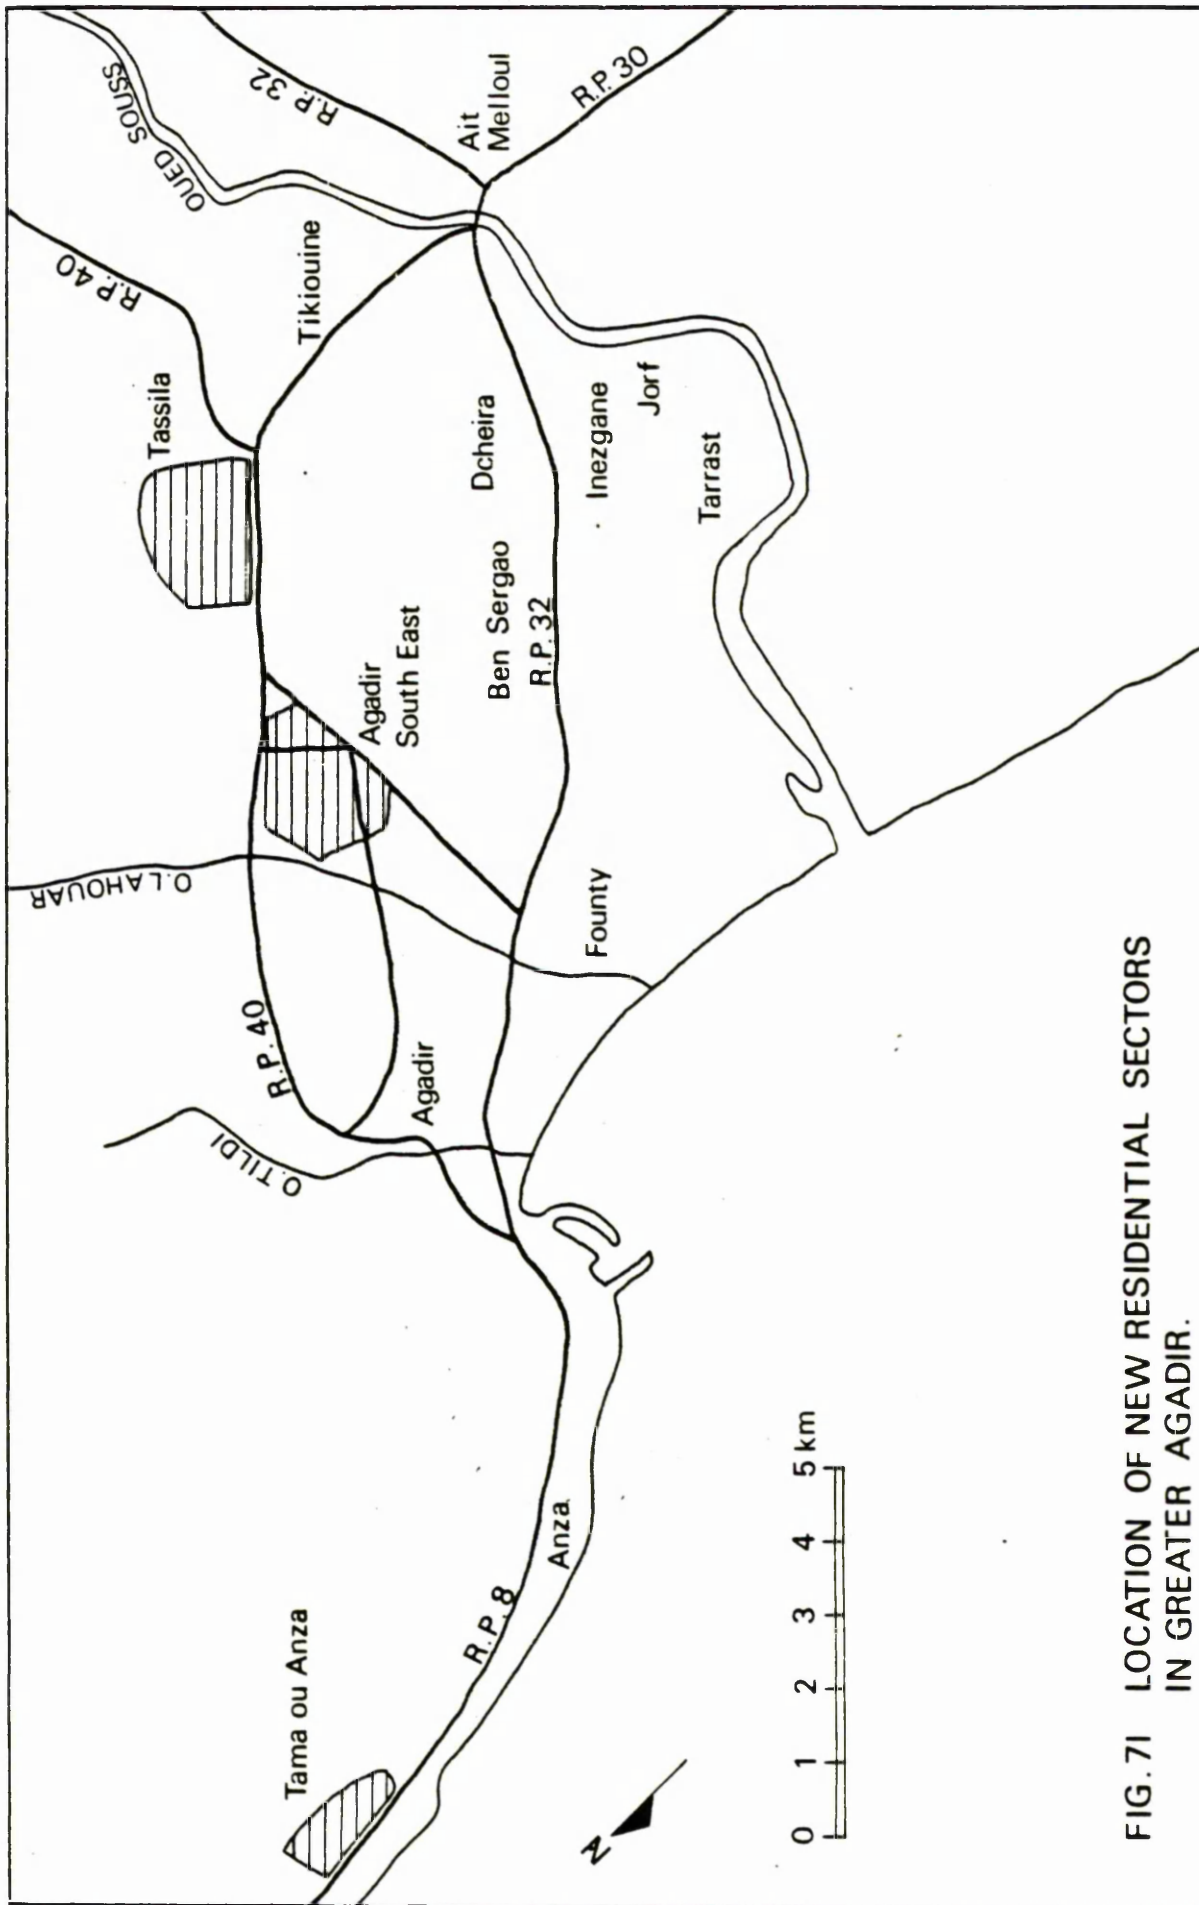 Tama ou Anza
R.P. 8
Anza
O.TILDI
R.P. 40
Agadir
O.LAHOUAR
Founty
Agadir
South East
Tassila
R.P. 40
Ben Sergao
R.P. 32
Dcheira
Inezgane
Jorf
Tarrast
Tikiouine
OUED SOUSS
R.P. 32
Ait
Melloul
R.P. 30
N
0 1 2 3 4 5 km
FIG. 71 LOCATION OF NEW RESIDENTIAL SECTORS
IN GREATER AGADIR.